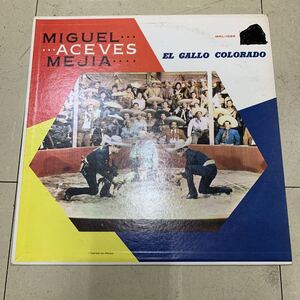 MIGUEL...
...ACEVES
MEJIA....
EL GALLO COLORADO